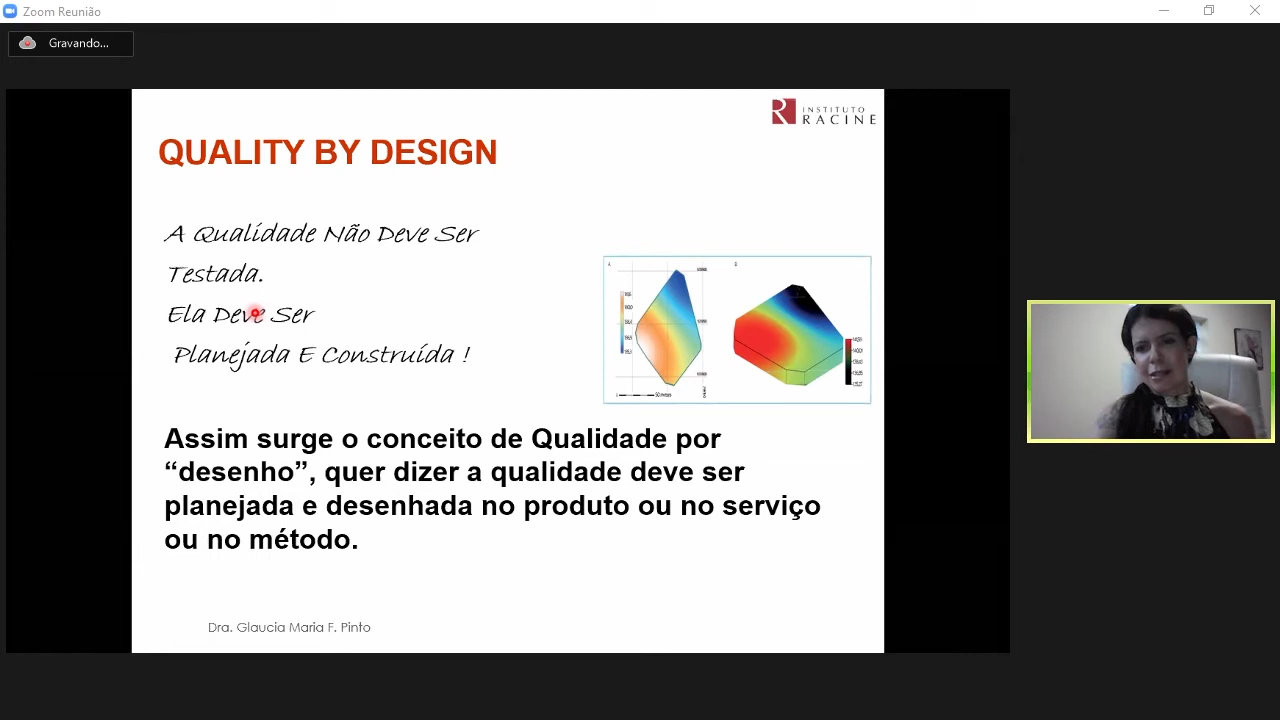 Zoom Reunião
Gravando...
INSTITUTO
RACINE
QUALITY BY DESIGN
A Qualidade Não Deve Ser
Testada.
Ela Deve Ser
Planejada E Construída !
A
B
50 metros
Assim surge o conceito de Qualidade por
“desenho”, quer dizer a qualidade deve ser
planejada e desenhada no produto ou no serviço
ou no método.
Dra. Glaucia Maria F. Pinto